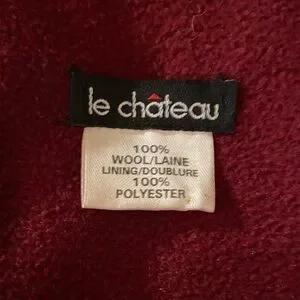 le château
100%
WOOL/LAINE
LINING/DOUBLURE
100%
POLYESTER